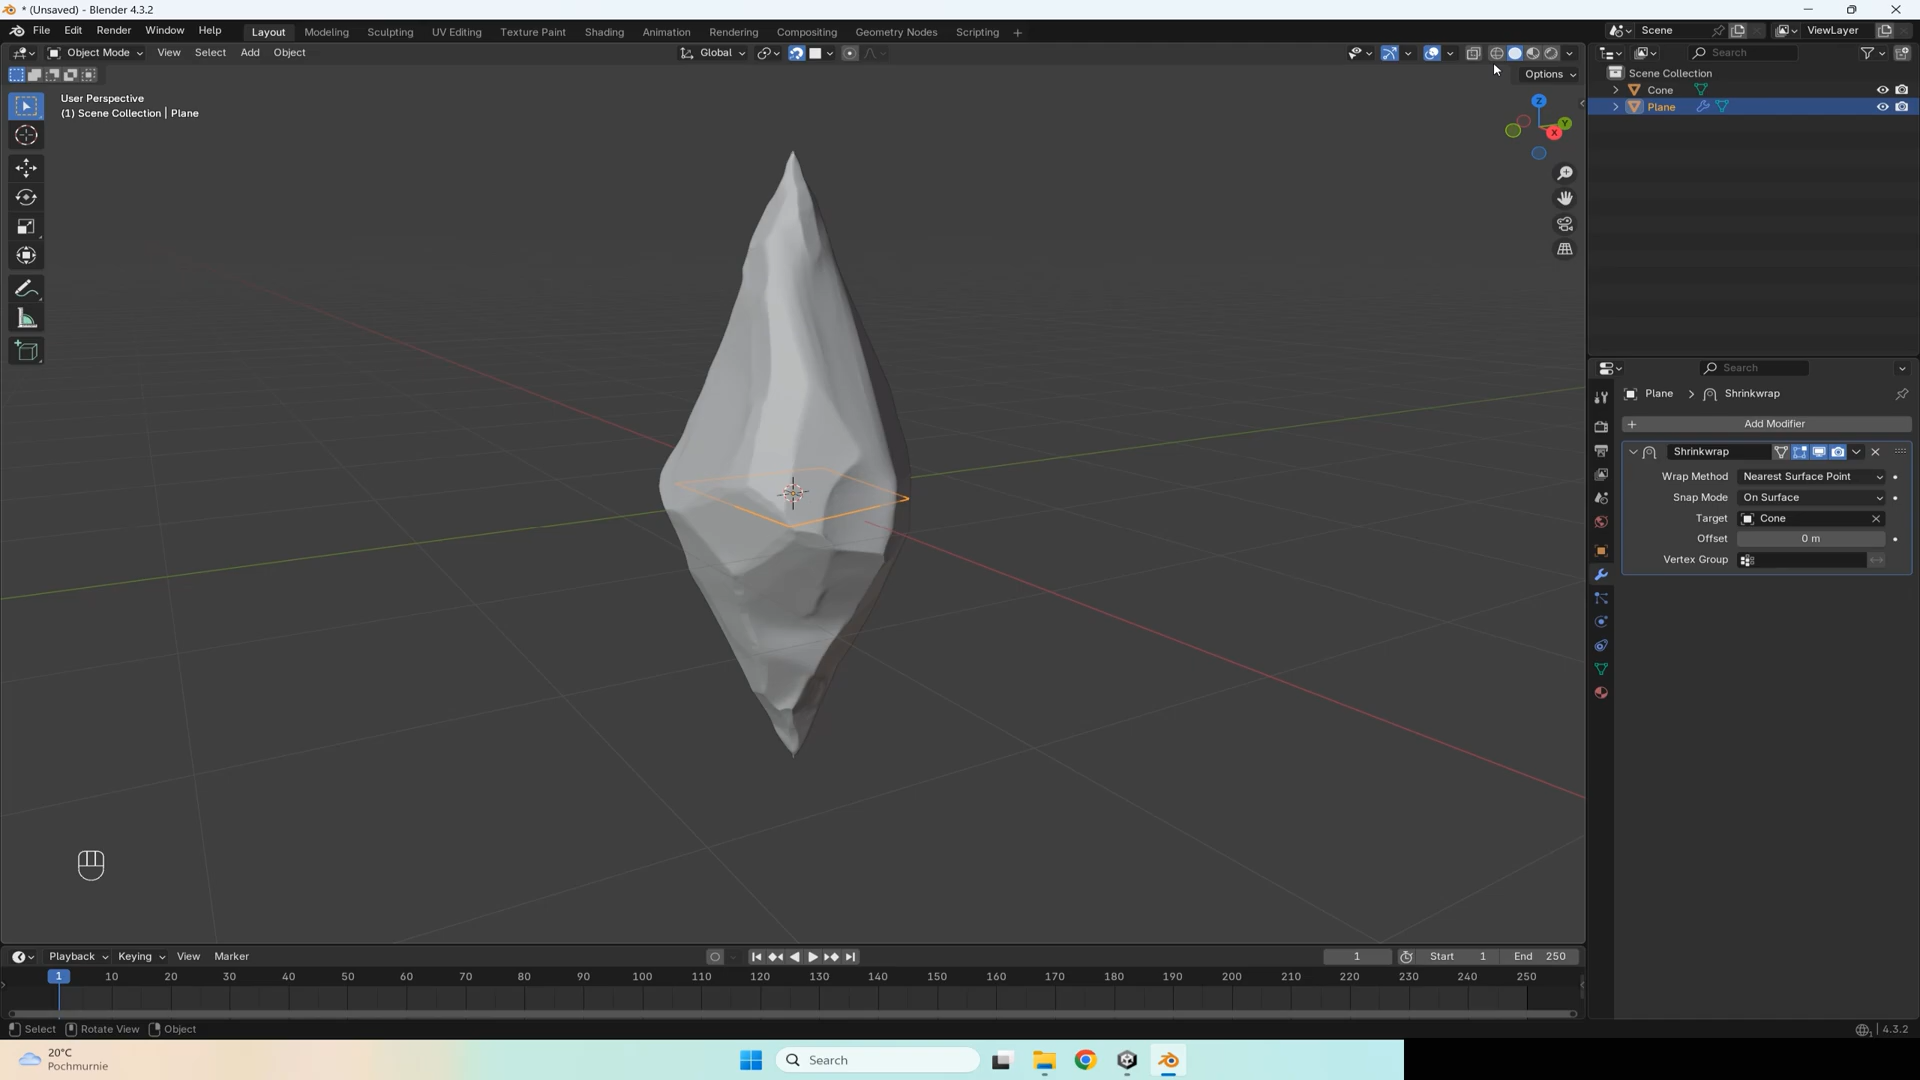 * (Unsaved) - Blender 4.3.2
File Edit Render Window Help Layout Modeling Sculpting UV Editing Texture Paint Shading Animation Rendering Compositing Geometry Nodes Scripting + Scene ViewLayer
Object Mode View Select Add Object Global Search
Options
User Perspective
(1) Scene Collection | Plane
Z
Y
X
Scene Collection
Cone
Plane
Search
Plane > Shrinkwrap
+ Add Modifier
Shrinkwrap
Wrap Method Nearest Surface Point
Snap Mode On Surface
Target Cone
Offset 0 m
Vertex Group
Playback Keying View Marker 1 Start 1 End 250
1 10 20 30 40 50 60 70 80 90 100 110 120 130 140 150 160 170 180 190 200 210 220 230 240 250
Select Rotate View Object 4.3.2
20°C
Pochmurnie
Search